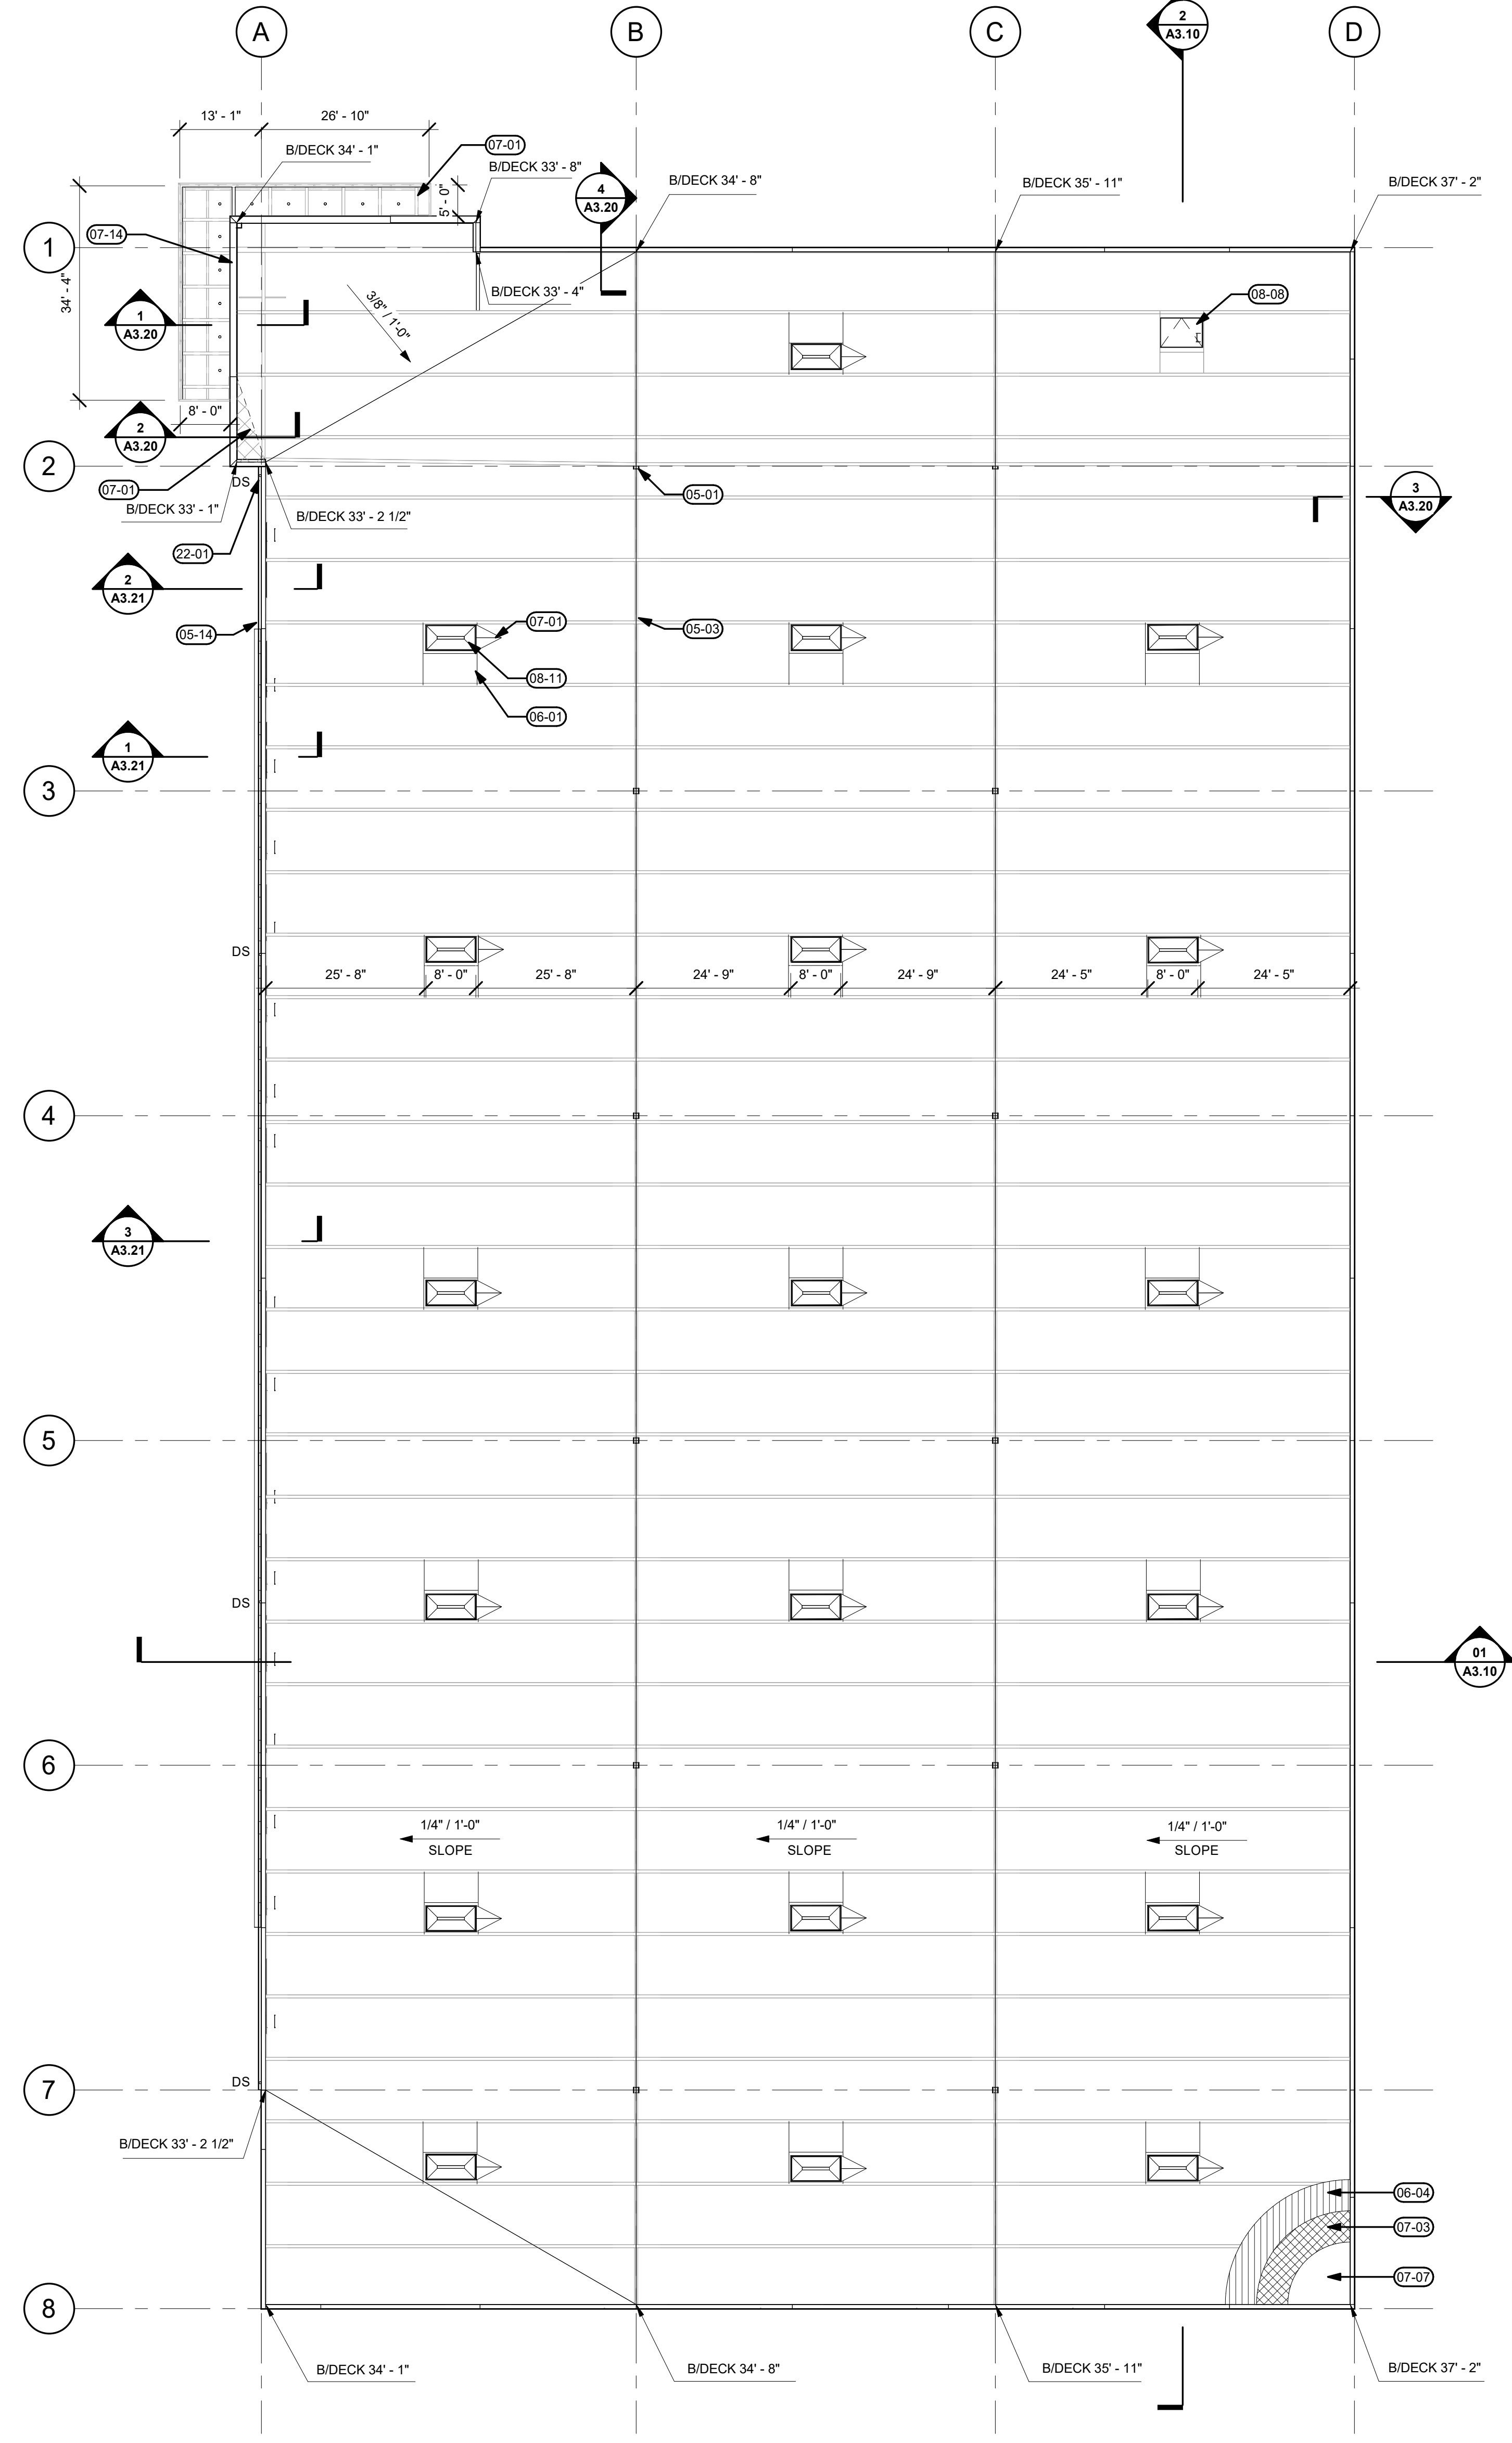 A
B
C
2
A3.10
D
13' - 1"
26' - 10"
07-01
B/DECK 34' - 1"
B/DECK 33' - 8"
B/DECK 34' - 8"
B/DECK 35' - 11"
B/DECK 37' - 2"
5' - 0"
4
A3.20
07-14
1
34' - 4"
B/DECK 33' - 4"
08-08
3/8" / 1'-0"
1
A3.20
8' - 0"
2
A3.20
2
DS
07-01
05-01
3
A3.20
B/DECK 33' - 1"
B/DECK 33' - 2 1/2"
22-01
2
A3.21
07-01
05-03
05-14
08-11
06-01
1
A3.21
3
DS
25' - 8"
8' - 0"
25' - 8"
24' - 9"
8' - 0"
24' - 9"
24' - 5"
8' - 0"
24' - 5"
4
3
A3.21
5
DS
01
A3.10
6
1/4" / 1'-0"
SLOPE
1/4" / 1'-0"
SLOPE
1/4" / 1'-0"
SLOPE
DS
7
B/DECK 33' - 2 1/2"
06-04
07-03
07-07
8
B/DECK 34' - 1"
B/DECK 34' - 8"
B/DECK 35' - 11"
B/DECK 37' - 2"